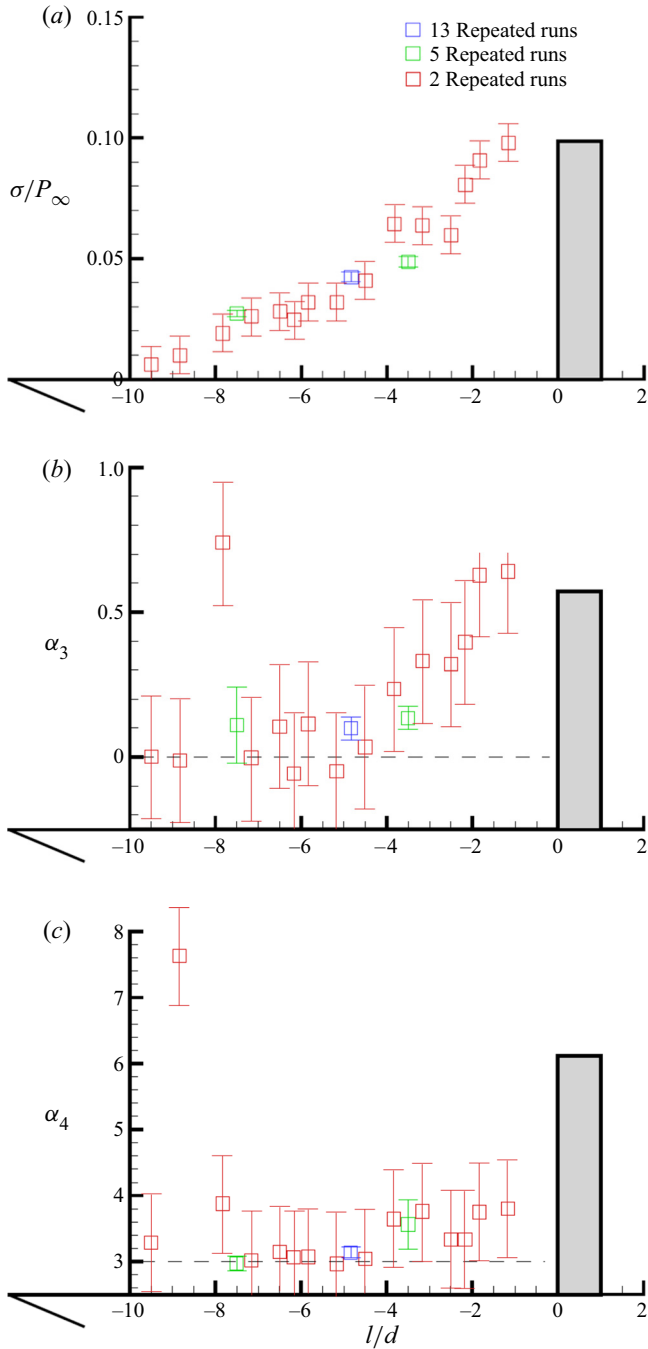 (a)
0.15
13 Repeated runs
5 Repeated runs
2 Repeated runs
0.10
σ/P∞
0.05
0
−10 −8 −6 −4 −2 0 2
(b)
1.0
0.5
α3
0
−10 −8 −6 −4 −2 0 2
(c)
8
7
6
5
α4
4
3
−10 −8 −6 −4 −2 0 2
l/d